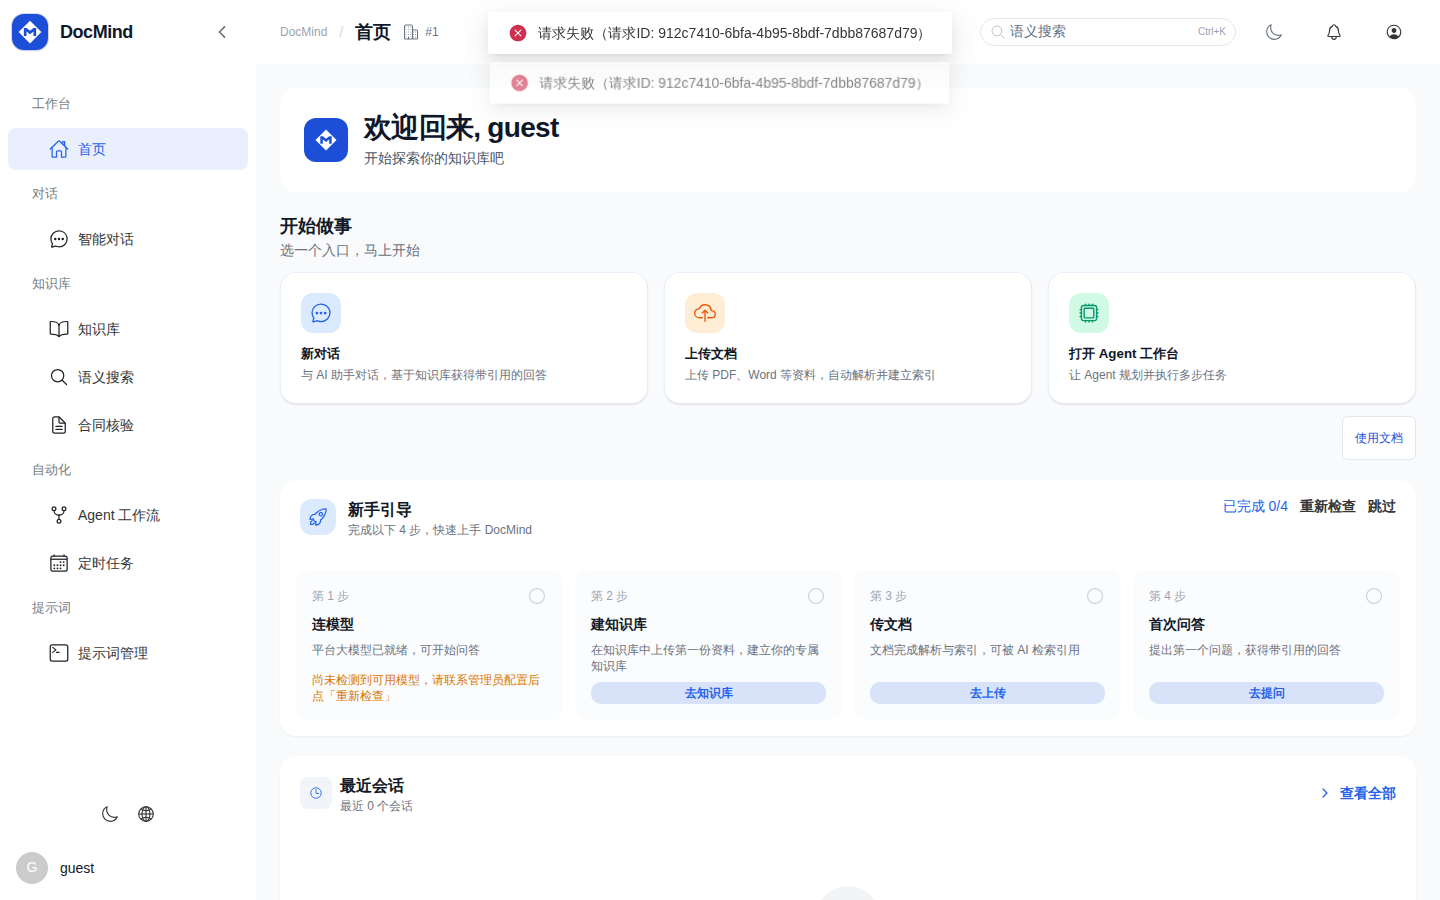 DocMind
DocMind / 首页 #1
请求失败（请求ID: 912c7410-6bfa-4b95-8bdf-7dbb87687d79）
请求失败（请求ID: 912c7410-6bfa-4b95-8bdf-7dbb87687d79）
语义搜索 Ctrl+K
工作台
首页
对话
智能对话
知识库
知识库
语义搜索
合同核验
自动化
Agent 工作流
定时任务
提示词
提示词管理
G guest
欢迎回来, guest
开始探索你的知识库吧
开始做事
选一个入口，马上开始
新对话
与 AI 助手对话，基于知识库获得带引用的回答
上传文档
上传 PDF、Word 等资料，自动解析并建立索引
打开 Agent 工作台
让 Agent 规划并执行多步任务
使用文档
新手引导
完成以下 4 步，快速上手 DocMind
已完成 0/4 重新检查 跳过
第 1 步
连模型
平台大模型已就绪，可开始问答
尚未检测到可用模型，请联系管理员配置后
点「重新检查」
第 2 步
建知识库
在知识库中上传第一份资料，建立你的专属
知识库
去知识库
第 3 步
传文档
文档完成解析与索引，可被 AI 检索引用
去上传
第 4 步
首次问答
提出第一个问题，获得带引用的回答
去提问
最近会话
最近 0 个会话
查看全部